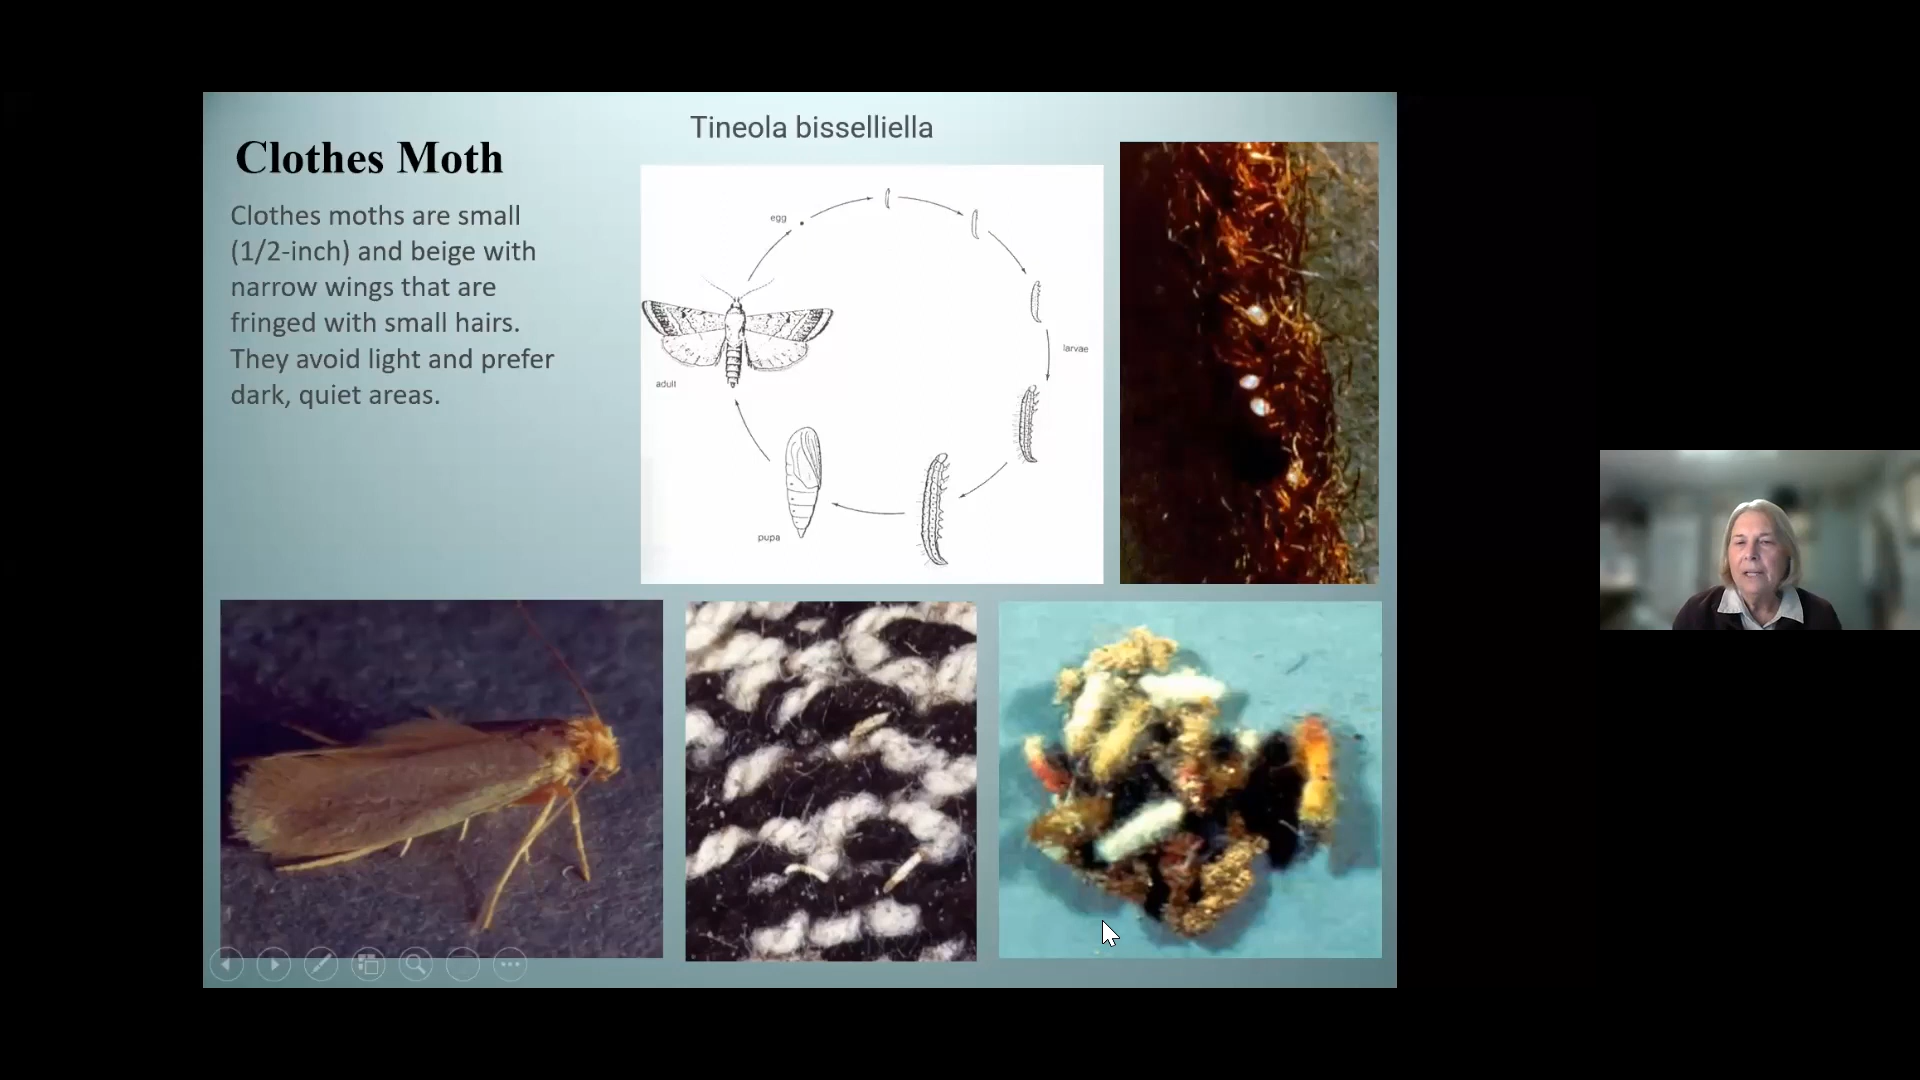 Tineola bisselliella
Clothes Moth
Clothes moths are small
(1/2-inch) and beige with
narrow wings that are
fringed with small hairs.
They avoid light and prefer
dark, quiet areas.
egg
larvae
adult
pupa